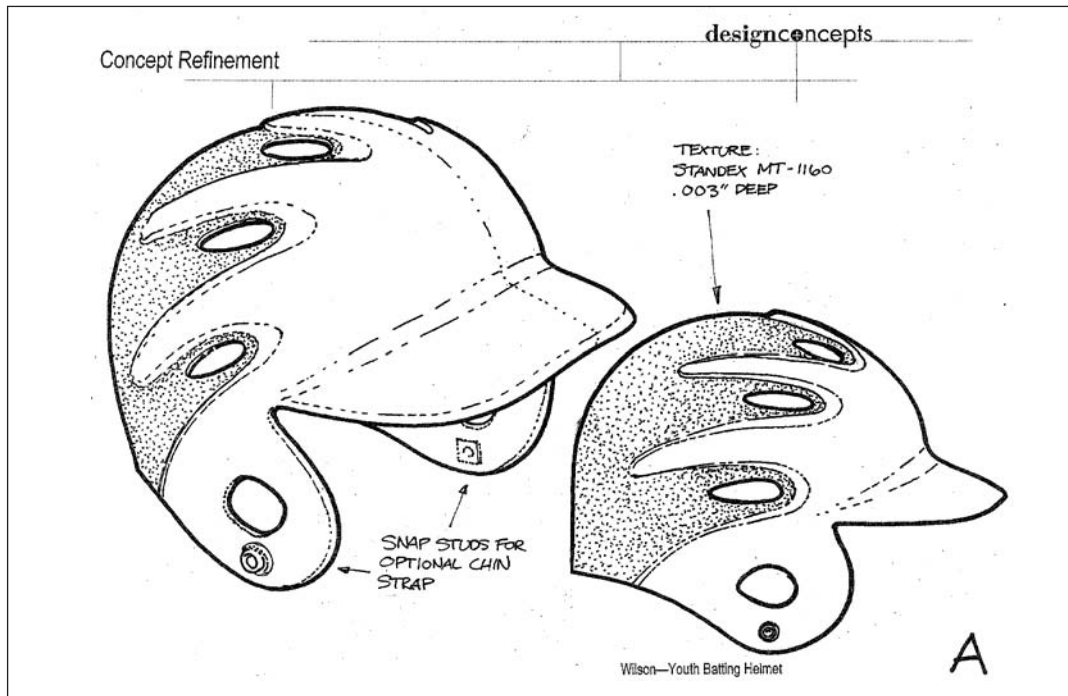 designconcepts
Concept Refinement
TEXTURE:
STANDEX MT-1160
.003" DEEP
SNAP STUDS FOR
OPTIONAL CHIN
STRAP
Wilson—Youth Batting Helmet
A